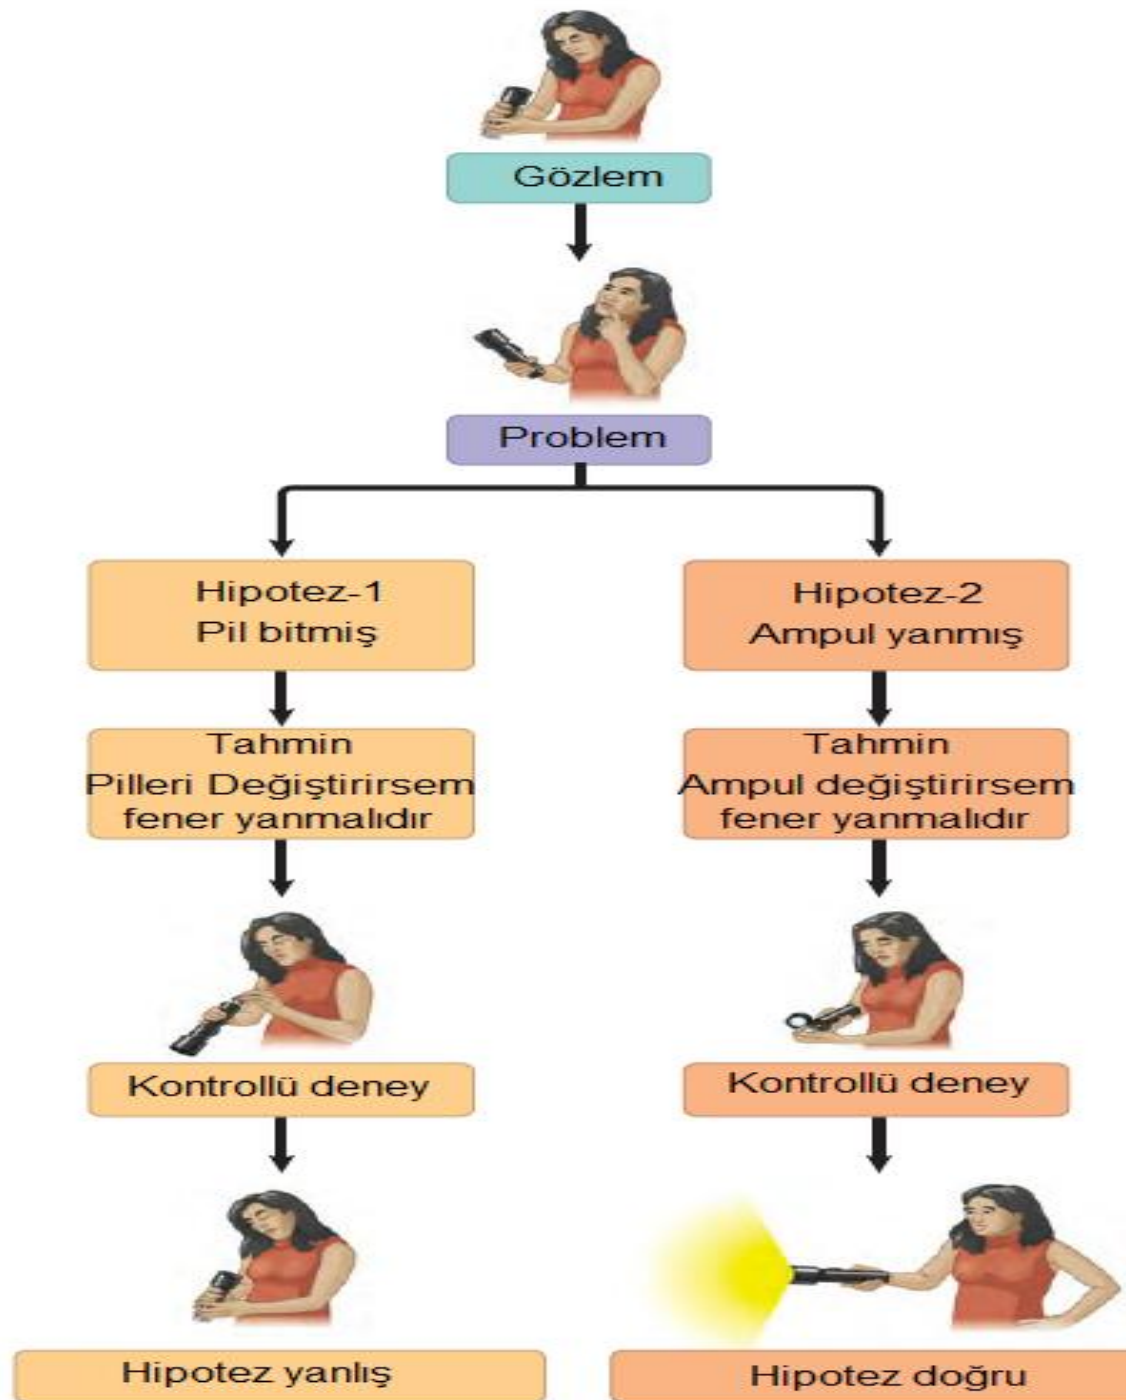 Gözlem
Problem
Hipotez-1
Pil bitmiş
Tahmin
Pilleri Değiştirirsem
fener yanmalıdır
Kontrollü deney
Hipotez yanlış
Hipotez-2
Ampul yanmış
Tahmin
Ampul değiştirirsem
fener yanmalıdır
Kontrollü deney
Hipotez doğru